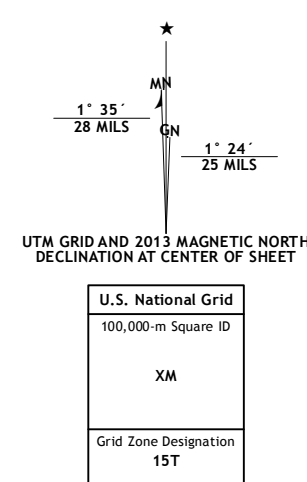 ★
MN
1° 35´
28 MILS
GN
1° 24´
25 MILS
UTM GRID AND 2013 MAGNETIC NORTH
DECLINATION AT CENTER OF SHEET
U.S. National Grid
100,000-m Square ID
XM
Grid Zone Designation
15T